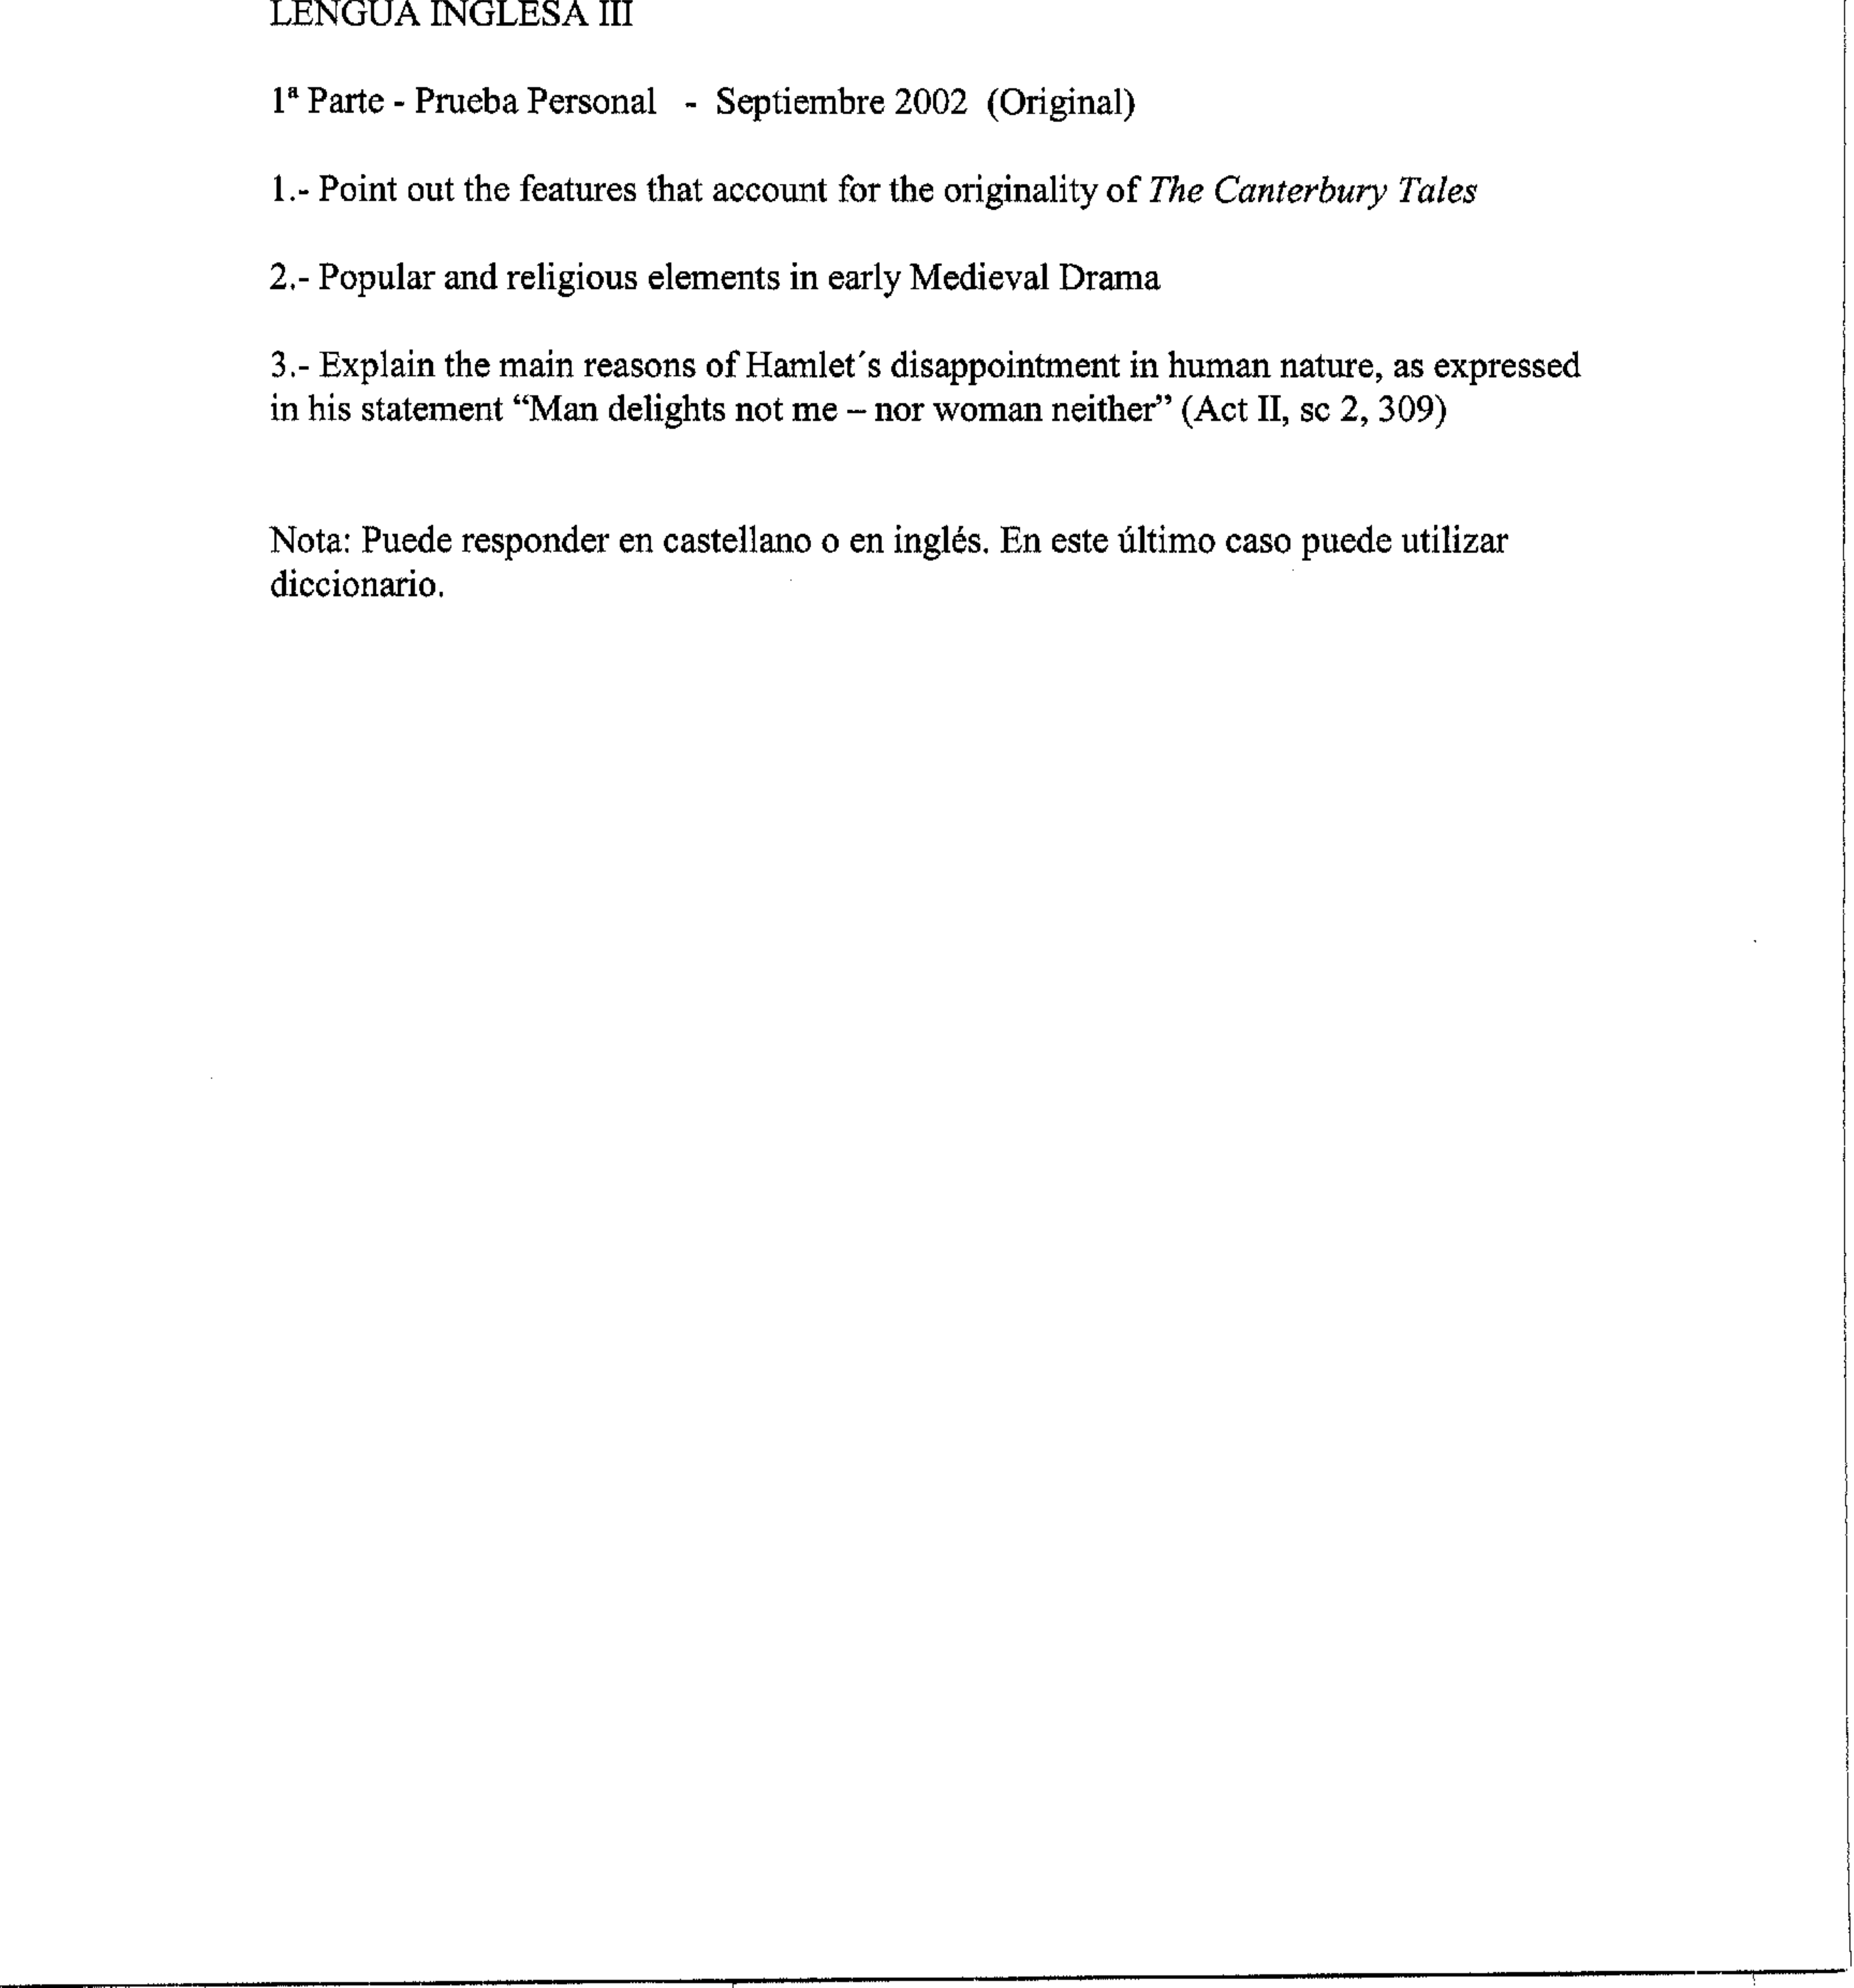 LENGUA INGLESA III
1ª Parte - Prueba Personal - Septiembre 2002 (Original)
1.- Point out the features that account for the originality of The Canterbury Tales
2.- Popular and religious elements in early Medieval Drama
3.- Explain the main reasons of Hamlet´s disappointment in human nature, as expressed
in his statement “Man delights not me – nor woman neither” (Act II, sc 2, 309)
Nota: Puede responder en castellano o en inglés. En este último caso puede utilizar
diccionario.